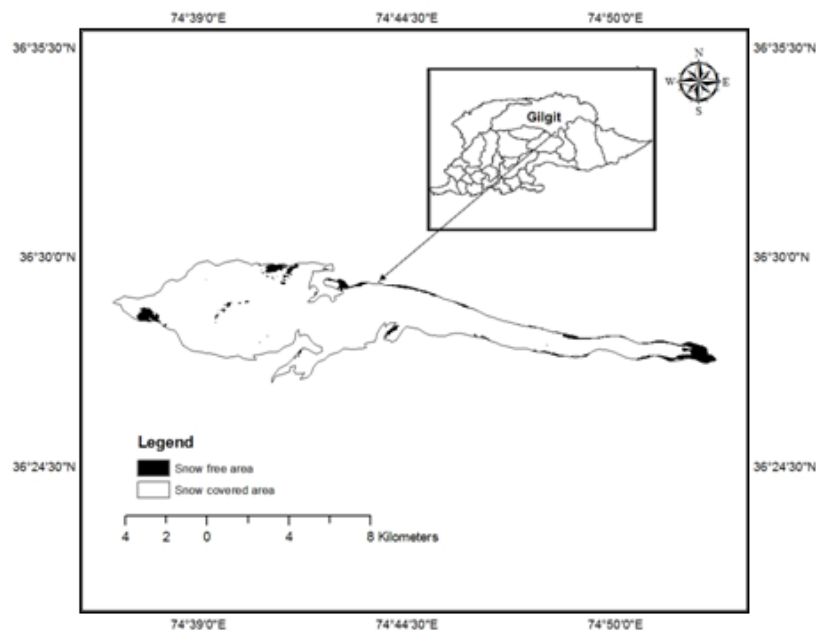 74°39'0"E 74°44'30"E 74°50'0"E
36°35'30"N 36°35'30"N
N
W E
S
Gilgit
36°30'0"N 36°30'0"N
Legend
Snow free area
Snow covered area
36°24'30"N 36°24'30"N
4 2 0 4 8 Kilometers
74°39'0"E 74°44'30"E 74°50'0"E